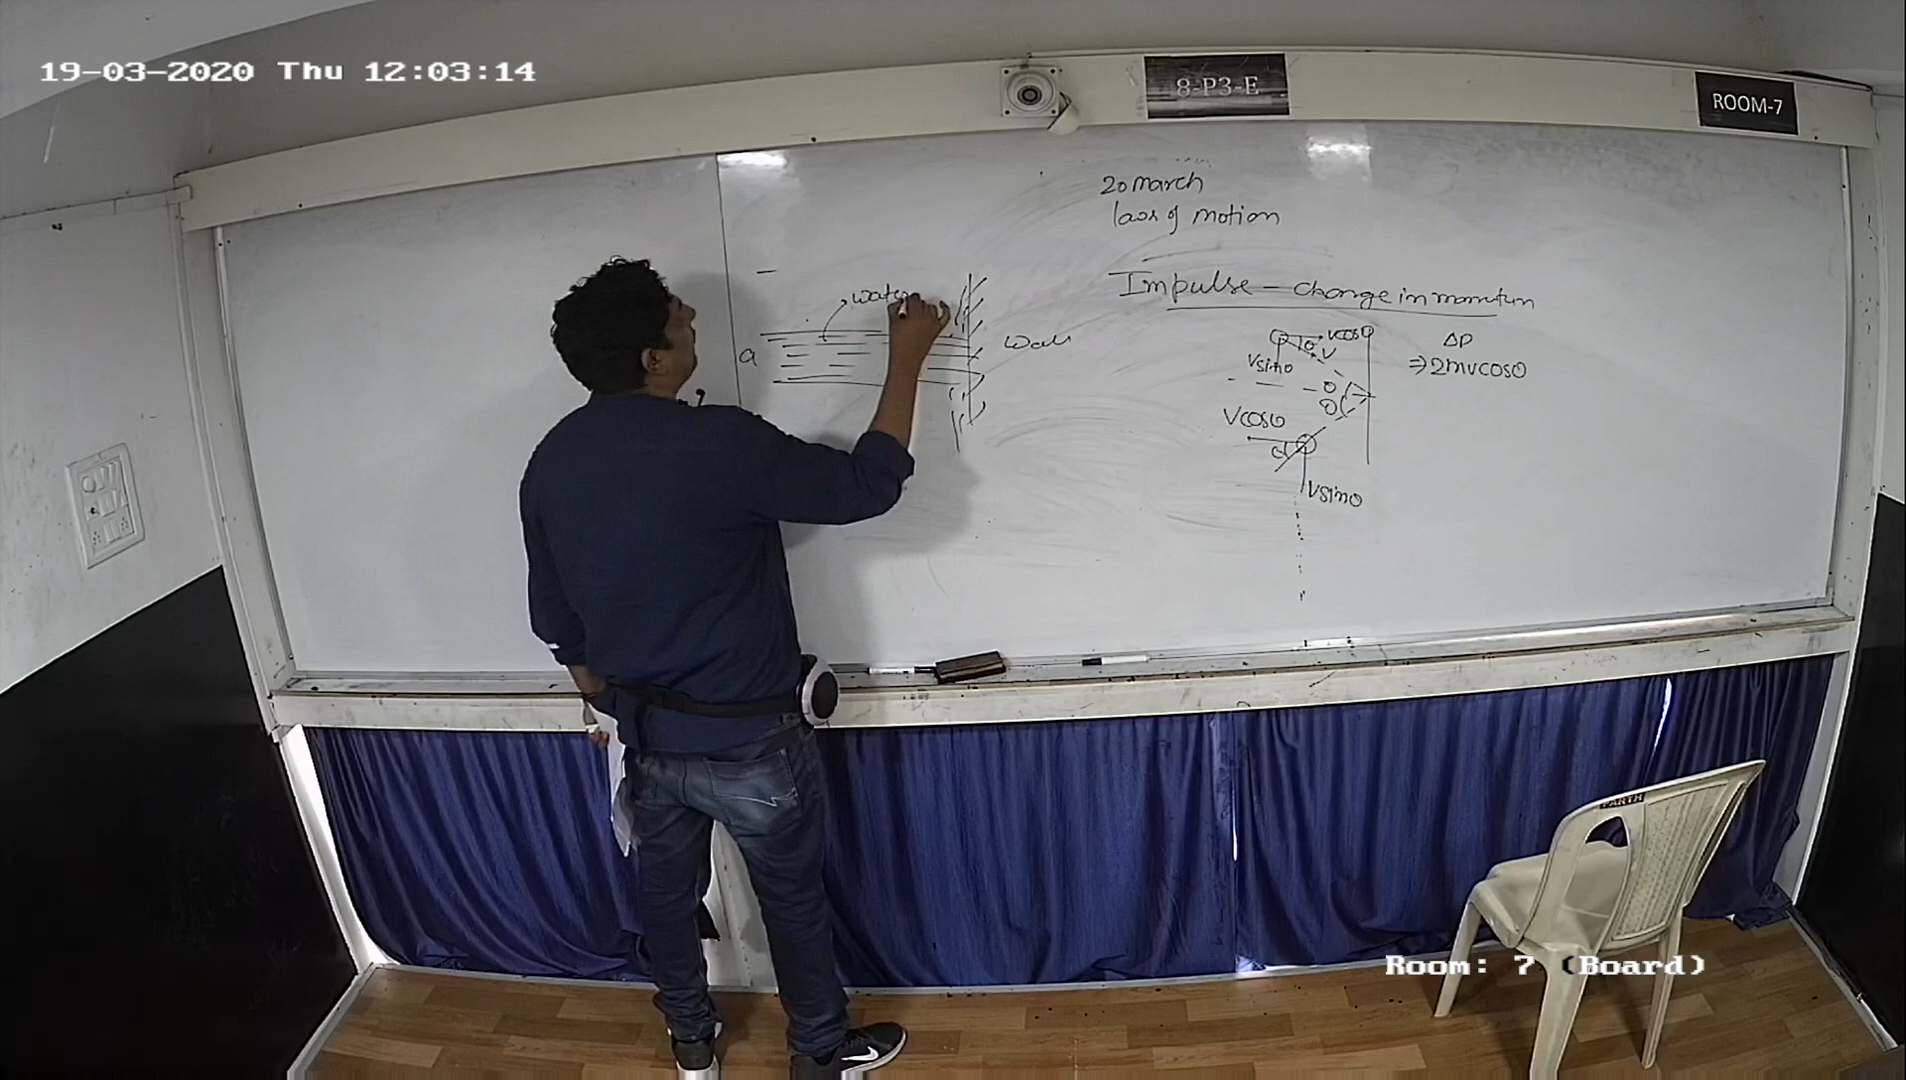 19-03-2020 Thu 12:03:14
8-P3-E
ROOM-7
20 march
laws of motion
Impulse - change in momentum
water
a
wall
vcosθ
θ
v
vsinθ
θ
θ
Vcosθ
θ
Vsinθ
ΔP
⇒ 2mvcosθ
EARTH
Room: 7 (Board)